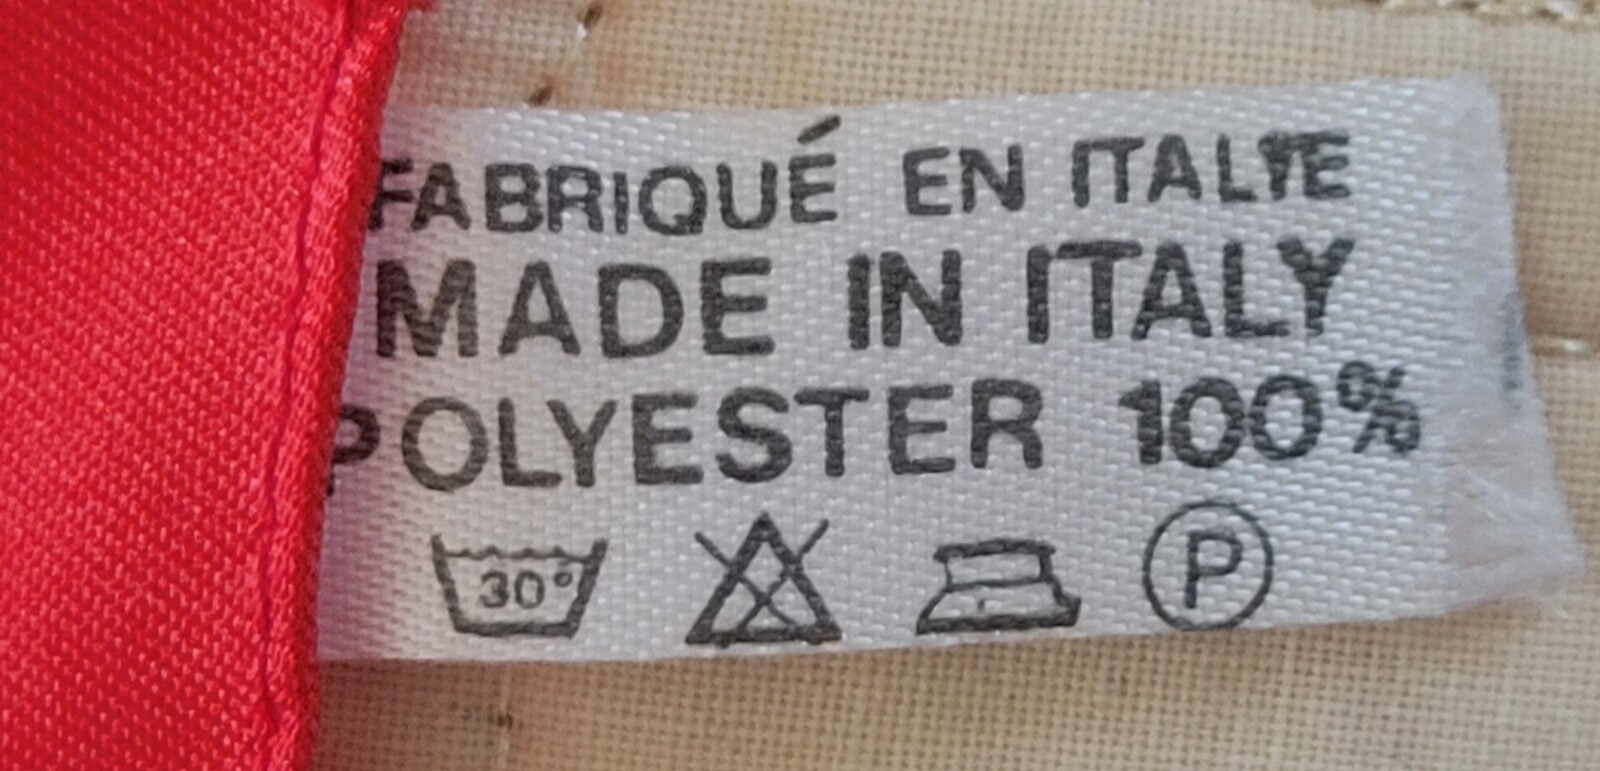 FABRIQUÉ EN ITALIE
MADE IN ITALY
POLYESTER 100%
30° P